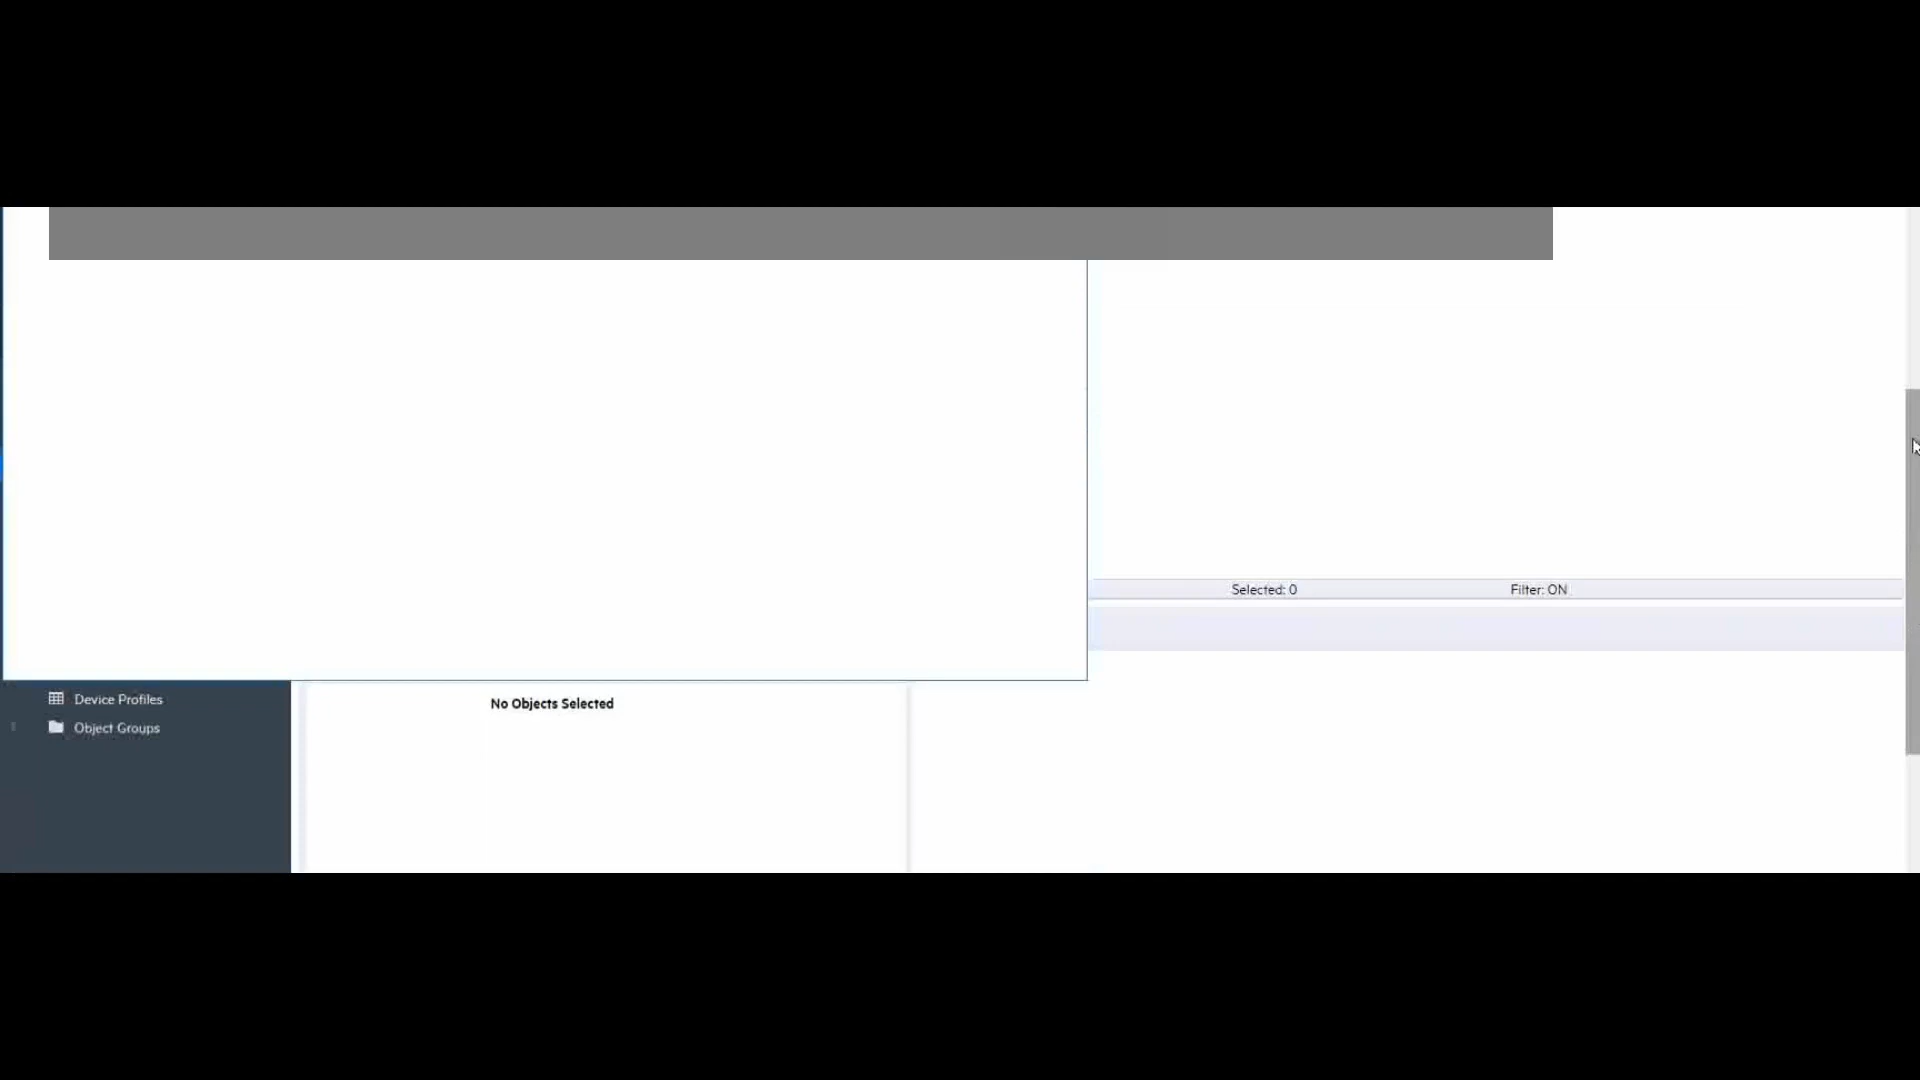 Selected: 0
Filter: ON
No Objects Selected
Device Profiles
Object Groups